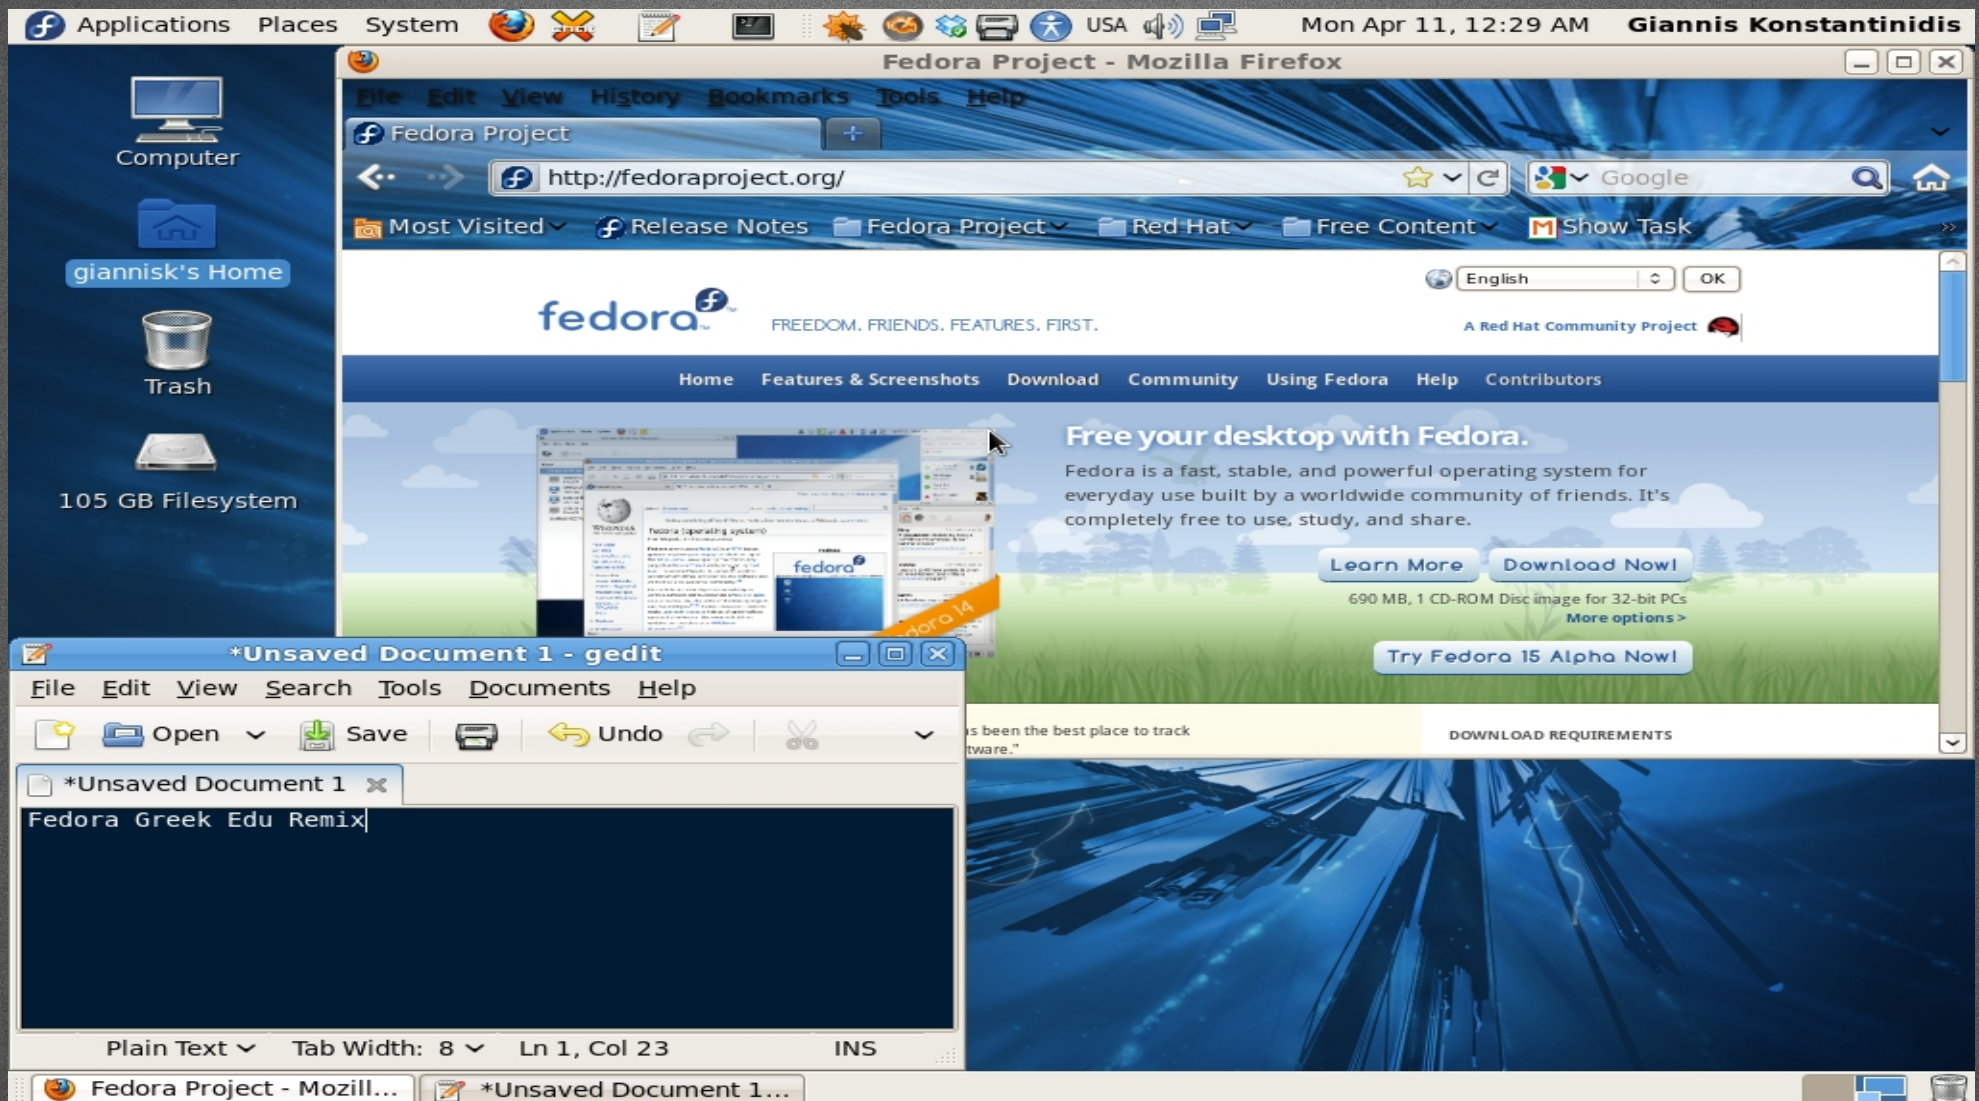 Applications Places System USA Mon Apr 11, 12:29 AM Giannis Konstantinidis
Computer
giannisk's Home
Trash
105 GB Filesystem
Fedora Project - Mozilla Firefox
File Edit View History Bookmarks Tools Help
Fedora Project
http://fedoraproject.org/ Google
Most Visited Release Notes Fedora Project Red Hat Free Content Show Task
English OK
fedora FREEDOM. FRIENDS. FEATURES. FIRST.
A Red Hat Community Project
Home Features & Screenshots Download Community Using Fedora Help Contributors
Free your desktop with Fedora.
Fedora is a fast, stable, and powerful operating system for
everyday use built by a worldwide community of friends. It's
completely free to use, study, and share.
Learn More Download Now!
690 MB, 1 CD-ROM Disc image for 32-bit PCs
More options >
Try Fedora 15 Alpha Now!
WIKIPEDIA
Fedora (operating system)
fedora
dora 14
s been the best place to track
tware."
DOWNLOAD REQUIREMENTS
*Unsaved Document 1 - gedit
File Edit View Search Tools Documents Help
Open Save Undo
*Unsaved Document 1
Fedora Greek Edu Remix
Plain Text Tab Width: 8 Ln 1, Col 23 INS
Fedora Project - Mozill... *Unsaved Document 1...